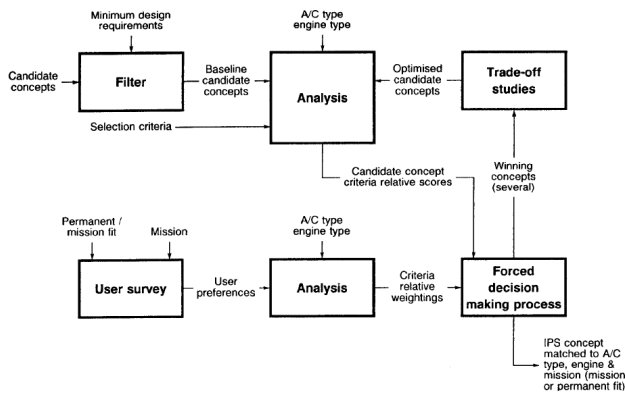 Minimum design
requirements
A/C type
engine type
Candidate
concepts
Filter
Baseline
candidate
concepts
Analysis
Optimised
candidate
concepts
Trade-off
studies
Selection criteria
Candidate concept
criteria relative scores
Winning
concepts
(several)
Permanent /
mission fit
Mission
A/C type
engine type
User survey
User
preferences
Analysis
Criteria
relative
weightings
Forced
decision
making process
IPS concept
matched to A/C
type, engine &
mission (mission
or permanent fit)